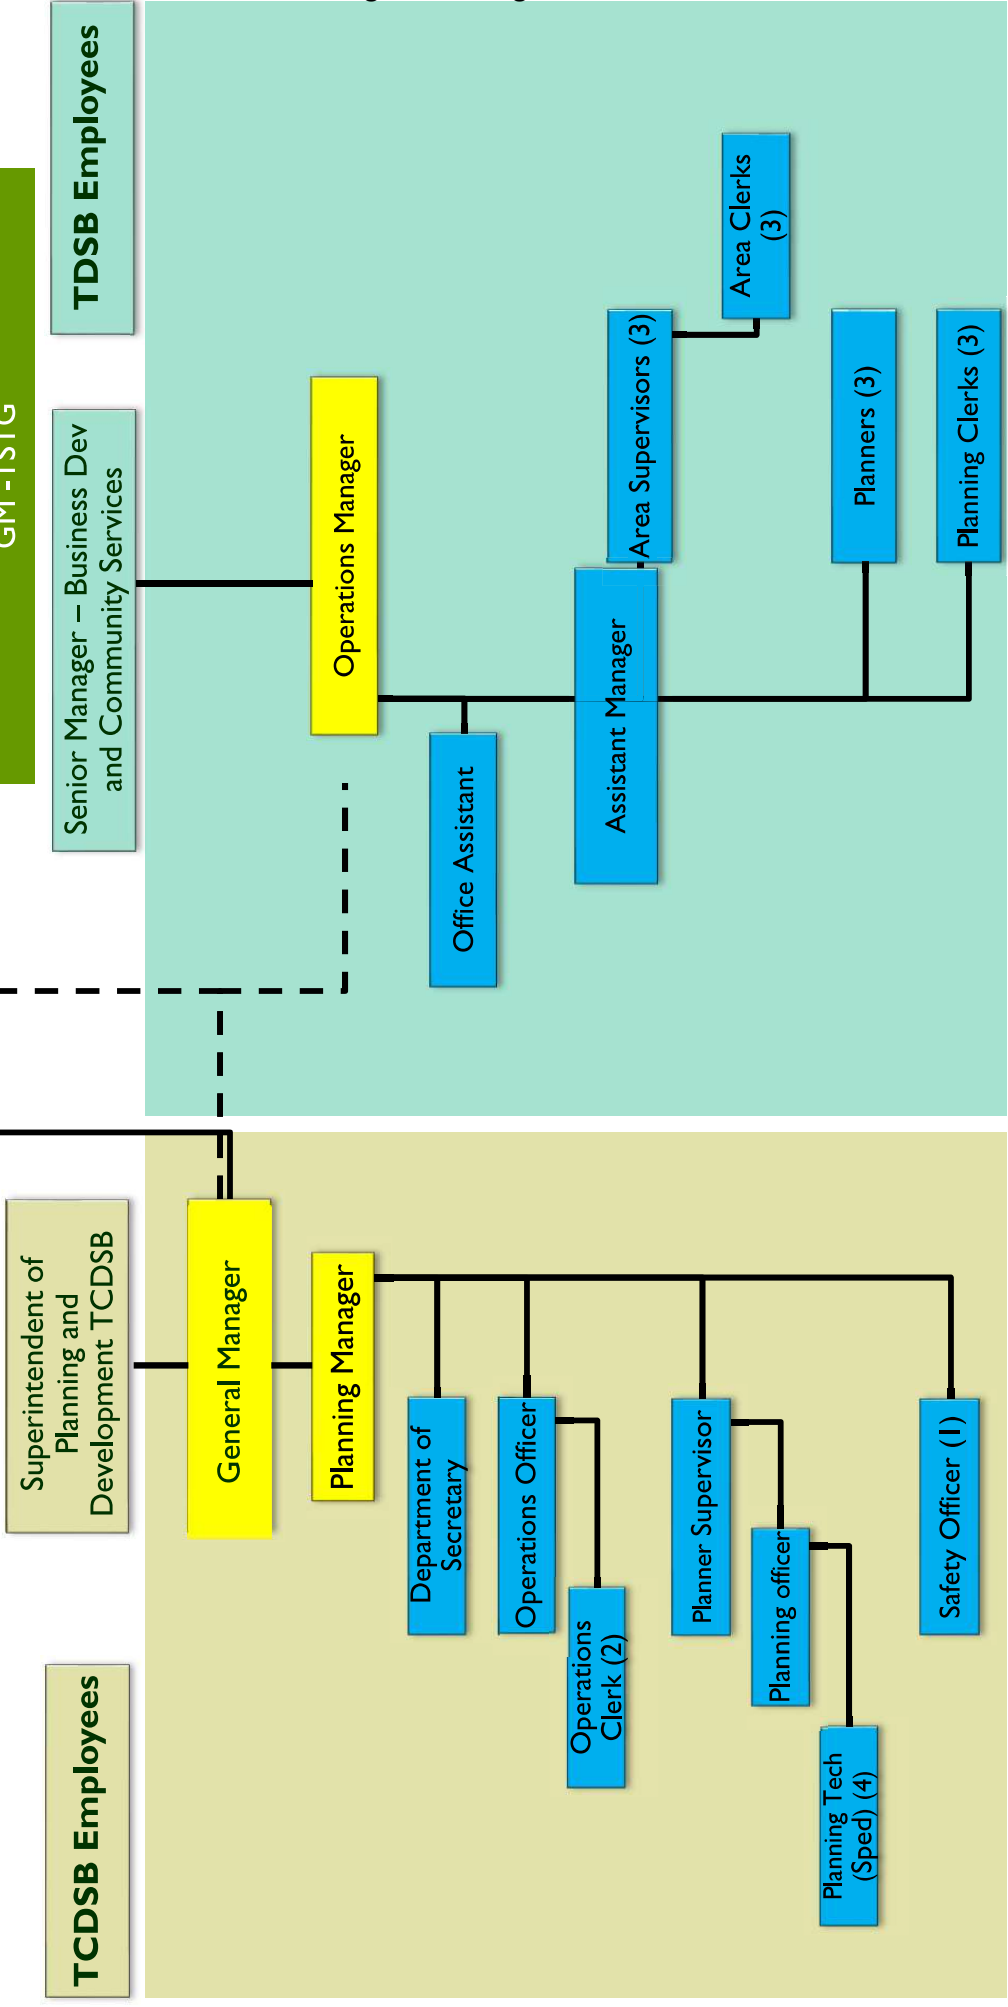 GM - TSTG
TCDSB Employees
Superintendent of
Planning and
Development TCDSB
Senior Manager – Business Dev
and Community Services
TDSB Employees
General Manager
Planning Manager
Department of
Secretary
Operations Officer
Operations
Clerk (2)
Planner Supervisor
Planning officer
Planning Tech
(Sped) (4)
Safety Officer (1)
Operations Manager
Office Assistant
Assistant Manager
Area Supervisors (3)
Area Clerks
(3)
Planners (3)
Planning Clerks (3)